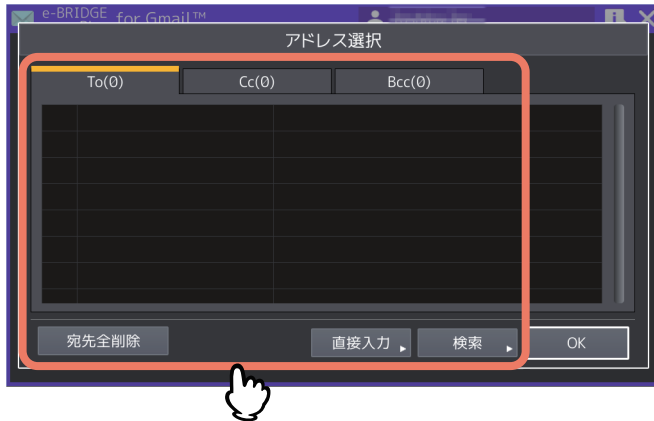 e-BRIDGE for Gmail™
アドレス選択
To(0) Cc(0) Bcc(0)
宛先全削除 直接入力 検索 OK